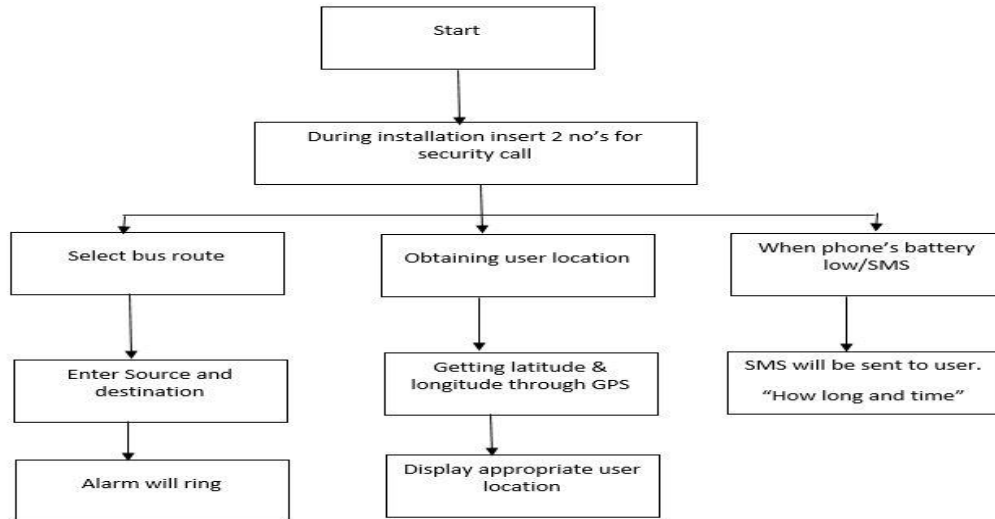 Start
During installation insert 2 no’s for
security call
Select bus route
Obtaining user location
When phone’s battery
low/SMS
Enter Source and
destination
Getting latitude &
longitude through GPS
SMS will be sent to user.
“How long and time”
Alarm will ring
Display appropriate user
location